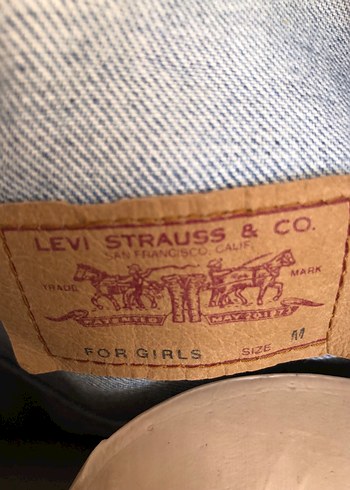 LEVI STRAUSS & CO.
SAN FRANCISCO, CALIF.
TRADE MARK
PATENTED MAY 20 1873
FOR GIRLS SIZE M